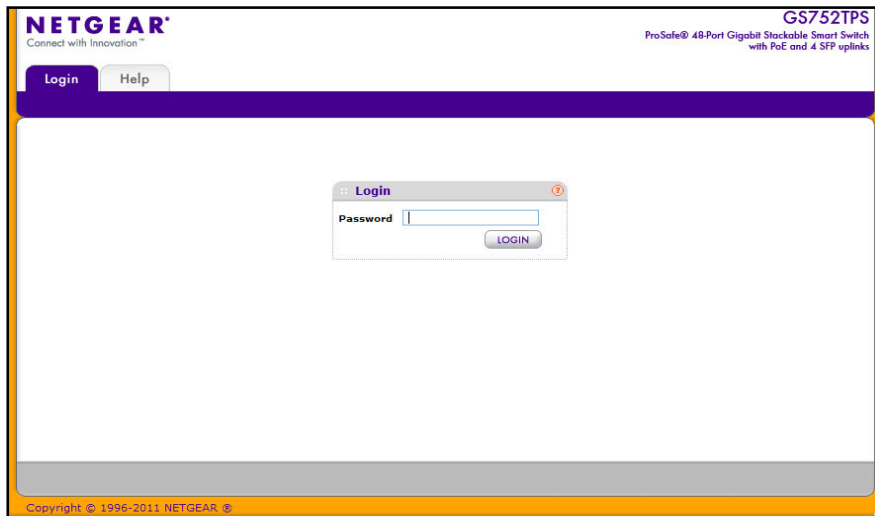 NETGEAR®
Connect with Innovation™
GS752TPS
ProSafe® 48-Port Gigabit Stackable Smart Switch
with PoE and 4 SFP uplinks
Login
Help
:: Login
?
Password
LOGIN
Copyright © 1996-2011 NETGEAR ®